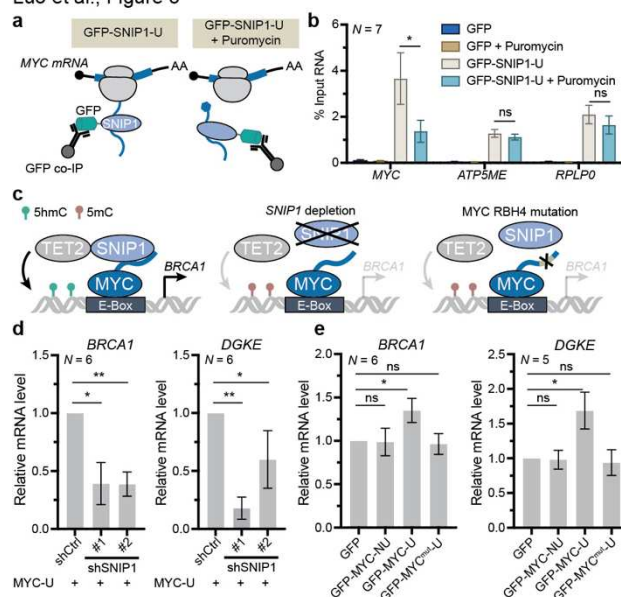 Luo et al., Figure
a
GFP-SNIP1-U
GFP-SNIP1-U
+ Puromycin
MYC mRNA
AA
AA
GFP
SNIP1
GFP co-IP
b
N = 7
GFP
GFP + Puromycin
GFP-SNIP1-U
GFP-SNIP1-U + Puromycin
% Input RNA
6
4
2
0
*
ns
ns
MYC
ATP5ME
RPLP0
c
5hmC
5mC
SNIP1 depletion
MYC RBH4 mutation
TET2
SNIP1
MYC
E-Box
BRCA1
TET2
SNIP1
MYC
E-Box
BRCA1
TET2
SNIP1
MYC
E-Box
BRCA1
d
BRCA1
N = 6
**
*
Relative mRNA level
1.5
1.0
0.5
0.0
shCtrl
#1
#2
shSNIP1
MYC-U + + +
DGKE
N = 6
*
**
Relative mRNA level
1.5
1.0
0.5
0.0
shCtrl
#1
#2
shSNIP1
MYC-U + + +
e
BRCA1
N = 6
ns
*
ns
Relative mRNA level
2.0
1.5
1.0
0.5
0.0
GFP
GFP-MYC-NU
GFP-MYC-U
GFP-MYCmut-U
DGKE
N = 5
ns
*
ns
Relative mRNA level
2.0
1.5
1.0
0.5
0.0
GFP
GFP-MYC-NU
GFP-MYC-U
GFP-MYCmut-U